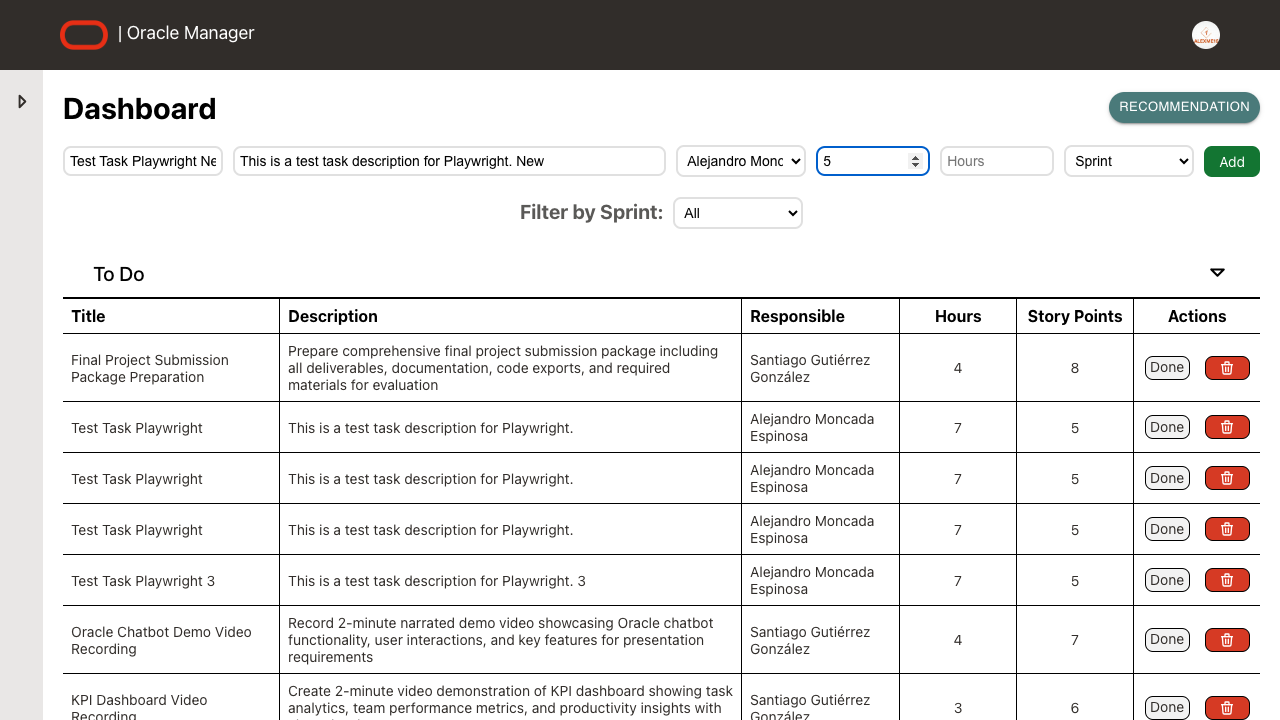 | Oracle Manager
Dashboard
RECOMMENDATION
Test Task Playwright Ne
This is a test task description for Playwright. New
Alejandro Monc
5
Hours
Sprint
Add
Filter by Sprint:
All
To Do
Title Description Responsible Hours Story Points Actions
Final Project Submission
Package Preparation
Prepare comprehensive final project submission package including
all deliverables, documentation, code exports, and required
materials for evaluation
Santiago Gutiérrez
González
4
8
Done
Test Task Playwright
This is a test task description for Playwright.
Alejandro Moncada
Espinosa
7
5
Done
Test Task Playwright
This is a test task description for Playwright.
Alejandro Moncada
Espinosa
7
5
Done
Test Task Playwright
This is a test task description for Playwright.
Alejandro Moncada
Espinosa
7
5
Done
Test Task Playwright 3
This is a test task description for Playwright. 3
Alejandro Moncada
Espinosa
7
5
Done
Oracle Chatbot Demo Video
Recording
Record 2-minute narrated demo video showcasing Oracle chatbot
functionality, user interactions, and key features for presentation
requirements
Santiago Gutiérrez
González
4
7
Done
KPI Dashboard Video
Recording
Create 2-minute video demonstration of KPI dashboard showing task
analytics, team performance metrics, and productivity insights with
Santiago Gutiérrez
González
3
6
Done